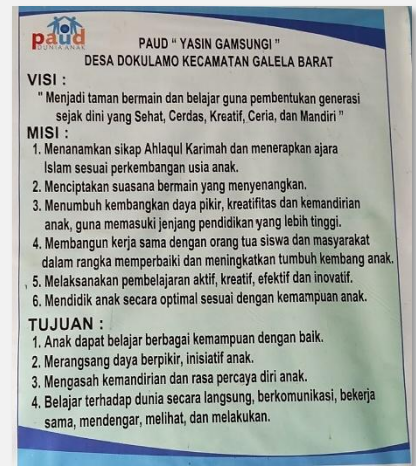 paud
DUNIA ANAK
PAUD “ YASIN GAMSUNGI ”
DESA DOKULAMO KECAMATAN GALELA BARAT
VISI :
“ Menjadi taman bermain dan belajar guna pembentukan generasi
sejak dini yang Sehat, Cerdas, Kreatif, Ceria, dan Mandiri ”
MISI :
1. Menanamkan sikap Ahlaqul Karimah dan menerapkan ajara
Islam sesuai perkembangan usia anak.
2. Menciptakan suasana bermain yang menyenangkan.
3. Menumbuh kembangkan daya pikir, kreatifitas dan kemandirian
anak, guna memasuki jenjang pendidikan yang lebih tinggi.
4. Membangun kerja sama dengan orang tua siswa dan masyarakat
dalam rangka memperbaiki dan meningkatkan tumbuh kembang anak.
5. Melaksanakan pembelajaran aktif, kreatif, efektif dan inovatif.
6. Mendidik anak secara optimal sesuai dengan kemampuan anak.
TUJUAN :
1. Anak dapat belajar berbagai kemampuan dengan baik.
2. Merangsang daya berpikir, inisiatif anak.
3. Mengasah kemandirian dan rasa percaya diri anak.
4. Belajar terhadap dunia secara langsung, berkomunikasi, bekerja
sama, mendengar, melihat, dan melakukan.